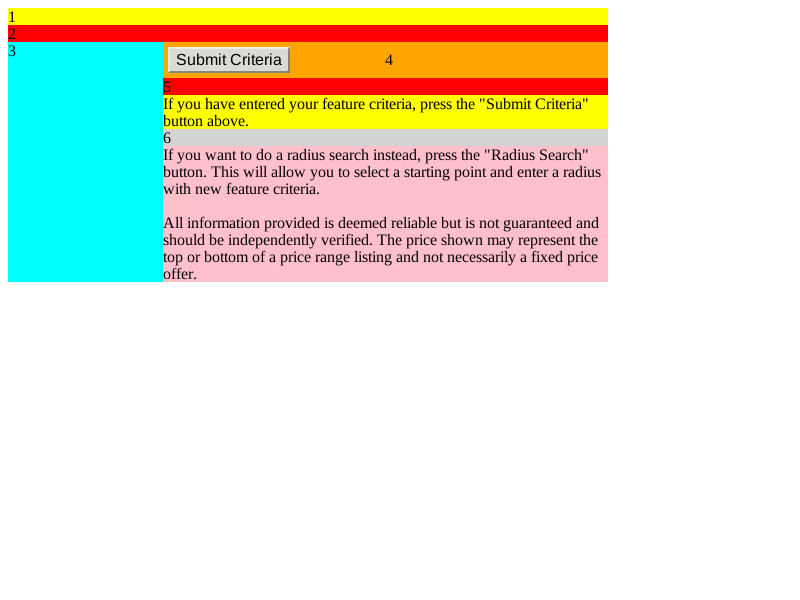 1
2
3
Submit Criteria 4
5
If you have entered your feature criteria, press the "Submit Criteria"
button above.
6
If you want to do a radius search instead, press the "Radius Search"
button. This will allow you to select a starting point and enter a radius
with new feature criteria.
All information provided is deemed reliable but is not guaranteed and
should be independently verified. The price shown may represent the
top or bottom of a price range listing and not necessarily a fixed price
offer.